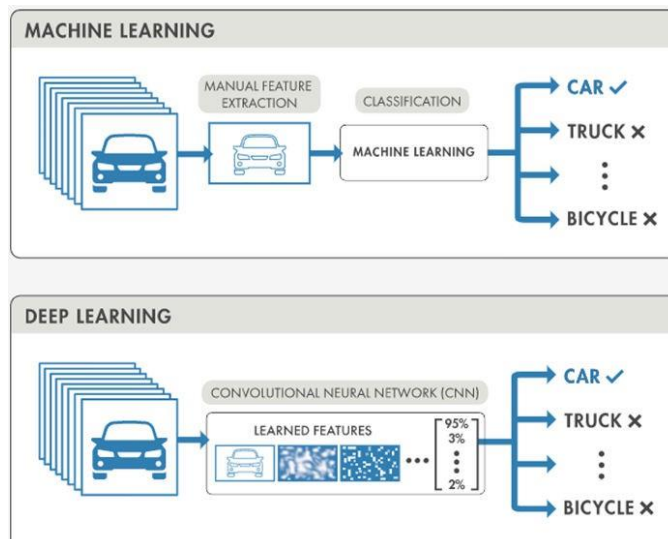 MACHINE LEARNING
MANUAL FEATURE
EXTRACTION
CLASSIFICATION
MACHINE LEARNING
CAR ✓
TRUCK ✕
⋮
BICYCLE ✕
DEEP LEARNING
CONVOLUTIONAL NEURAL NETWORK (CNN)
LEARNED FEATURES
•••
95%
3%
⋮
2%
CAR ✓
TRUCK ✕
⋮
BICYCLE ✕